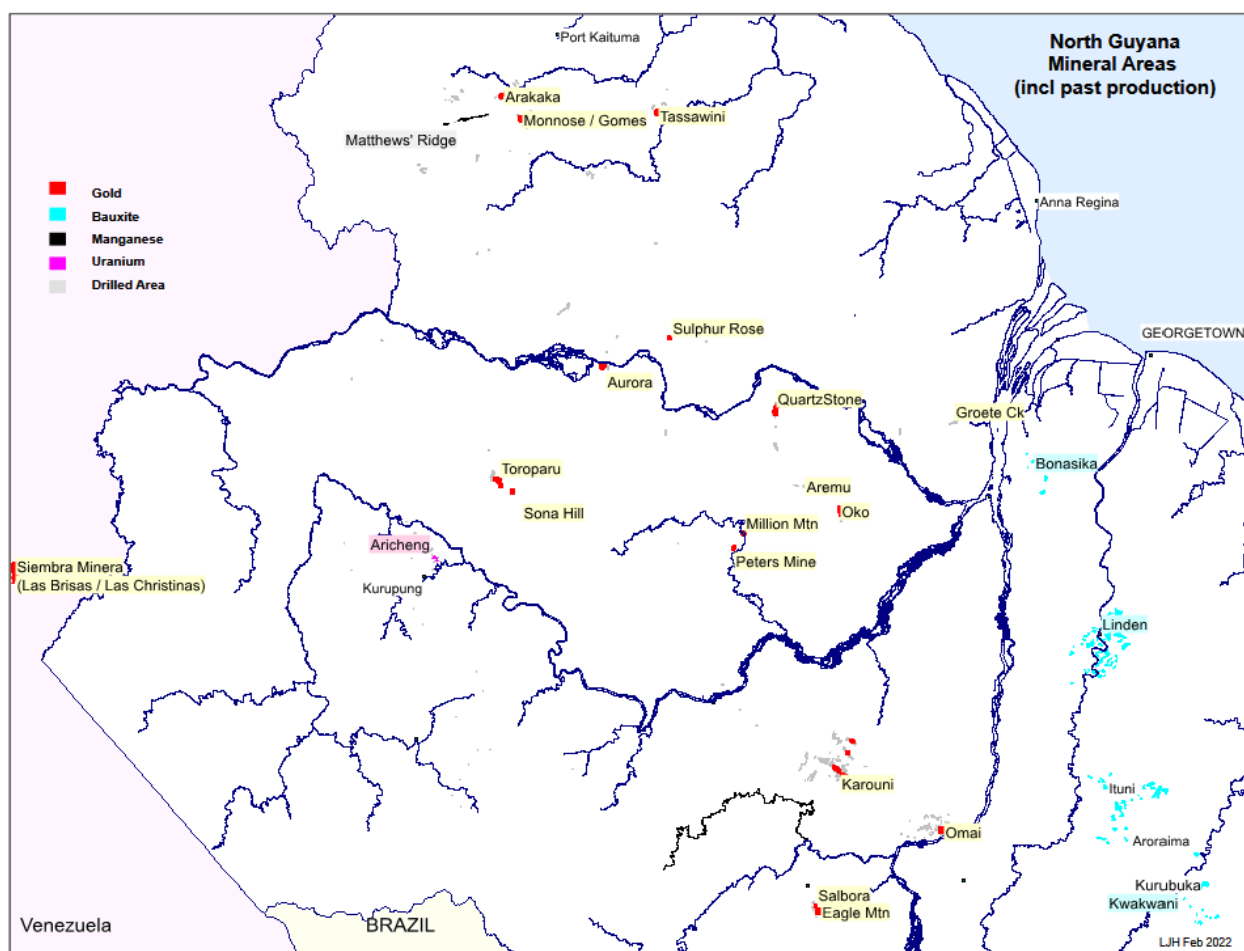 North Guyana
Mineral Areas
(incl past production)
Port Kaituma
Arakaka
Monnose / Gomes
Tassawini
Matthews' Ridge
Gold
Bauxite
Manganese
Uranium
Drilled Area
Anna Regina
Sulphur Rose
GEORGETOWN
Aurora
QuartzStone
Groete Ck
Bonasika
Toroparu
Sona Hill
Aremu
Oko
Million Mtn
Peters Mine
Aricheng
Kurupung
Siembra Minera
(Las Brisas / Las Christinas)
Linden
Karouni
Ituni
Omai
Aroraima
Kurubuka
Kwakwani
Salbora
Eagle Mtn
Venezuela
BRAZIL
LJH Feb 2022